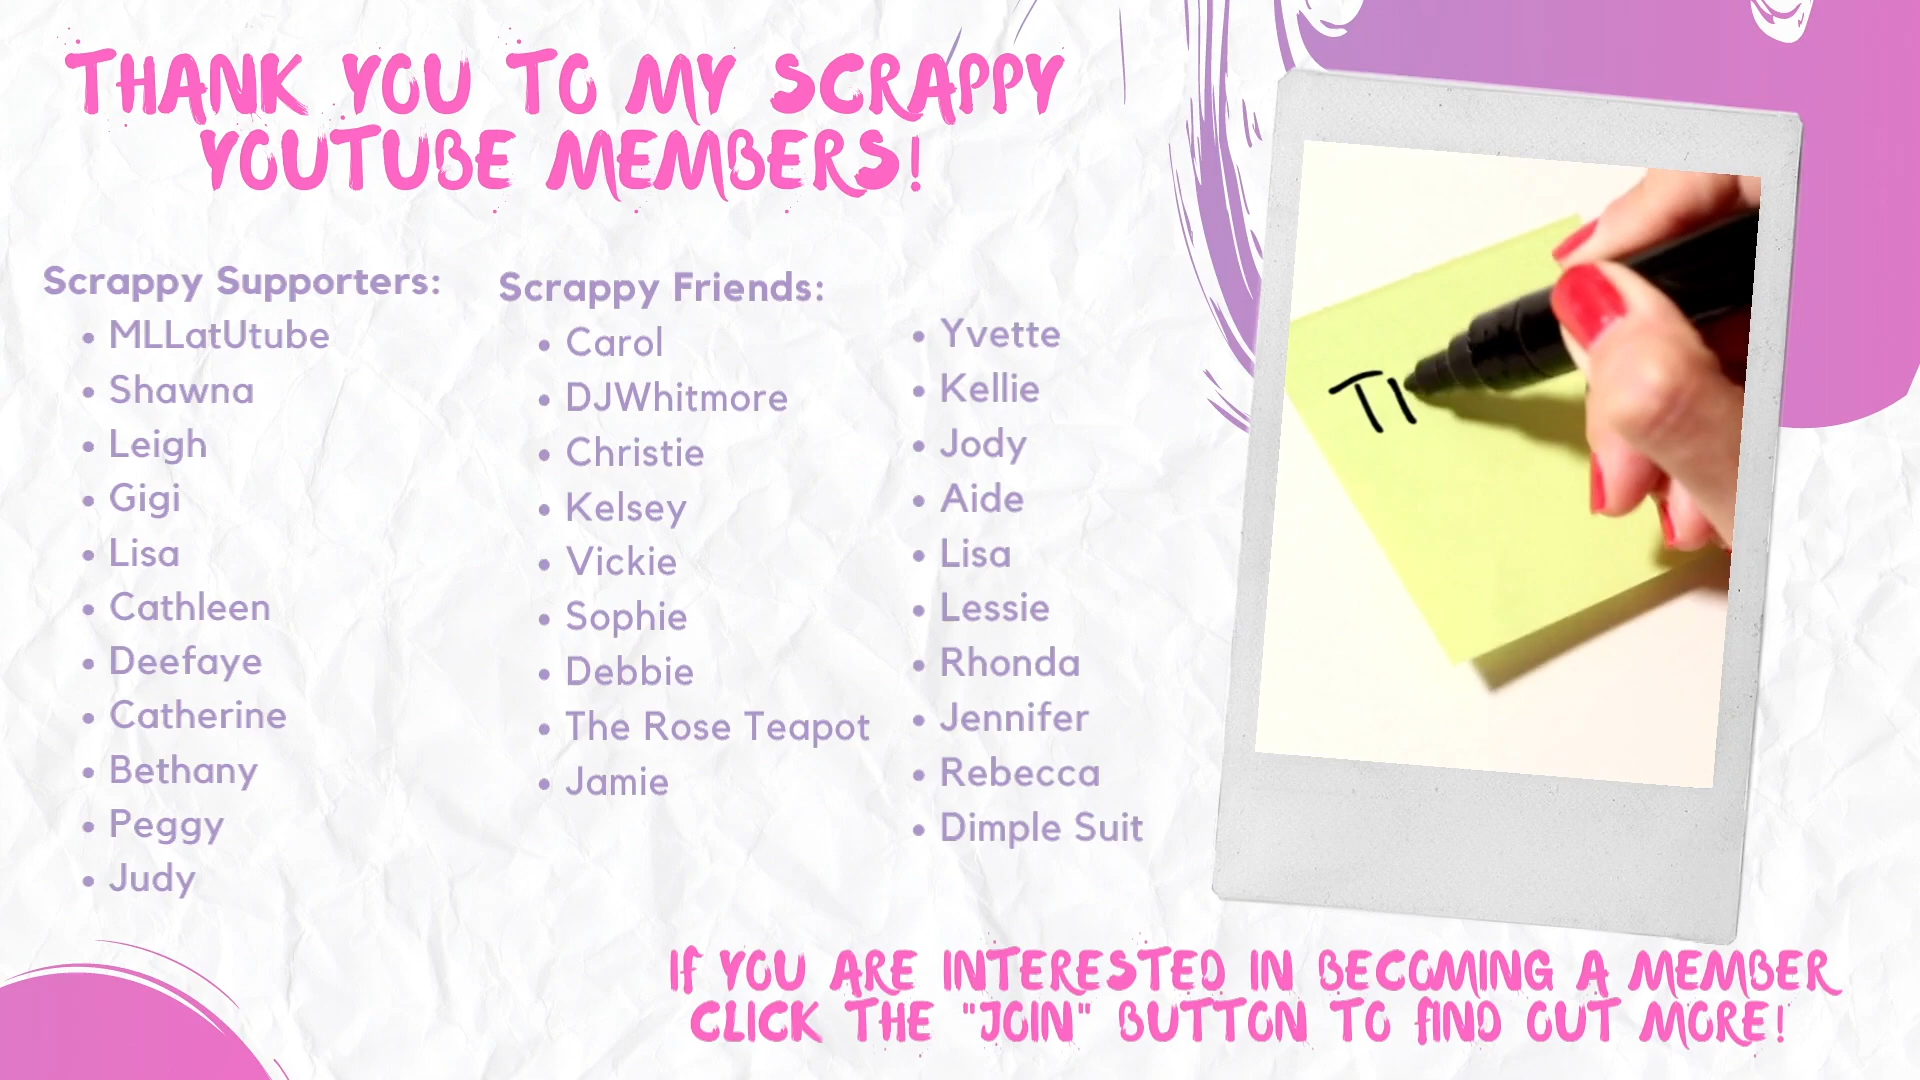 THANK YOU TO MY SCRAPPY
YOUTUBE MEMBERS!
Scrappy Supporters:
• MLLatUtube
• Shawna
• Leigh
• Gigi
• Lisa
• Cathleen
• Deefaye
• Catherine
• Bethany
• Peggy
• Judy
Scrappy Friends:
• Carol
• DJWhitmore
• Christie
• Kelsey
• Vickie
• Sophie
• Debbie
• The Rose Teapot
• Jamie
• Yvette
• Kellie
• Jody
• Aide
• Lisa
• Lessie
• Rhonda
• Jennifer
• Rebecca
• Dimple Suit
IF YOU ARE INTERESTED IN BECOMING A MEMBER
CLICK THE "JOIN" BUTTON TO FIND OUT MORE!